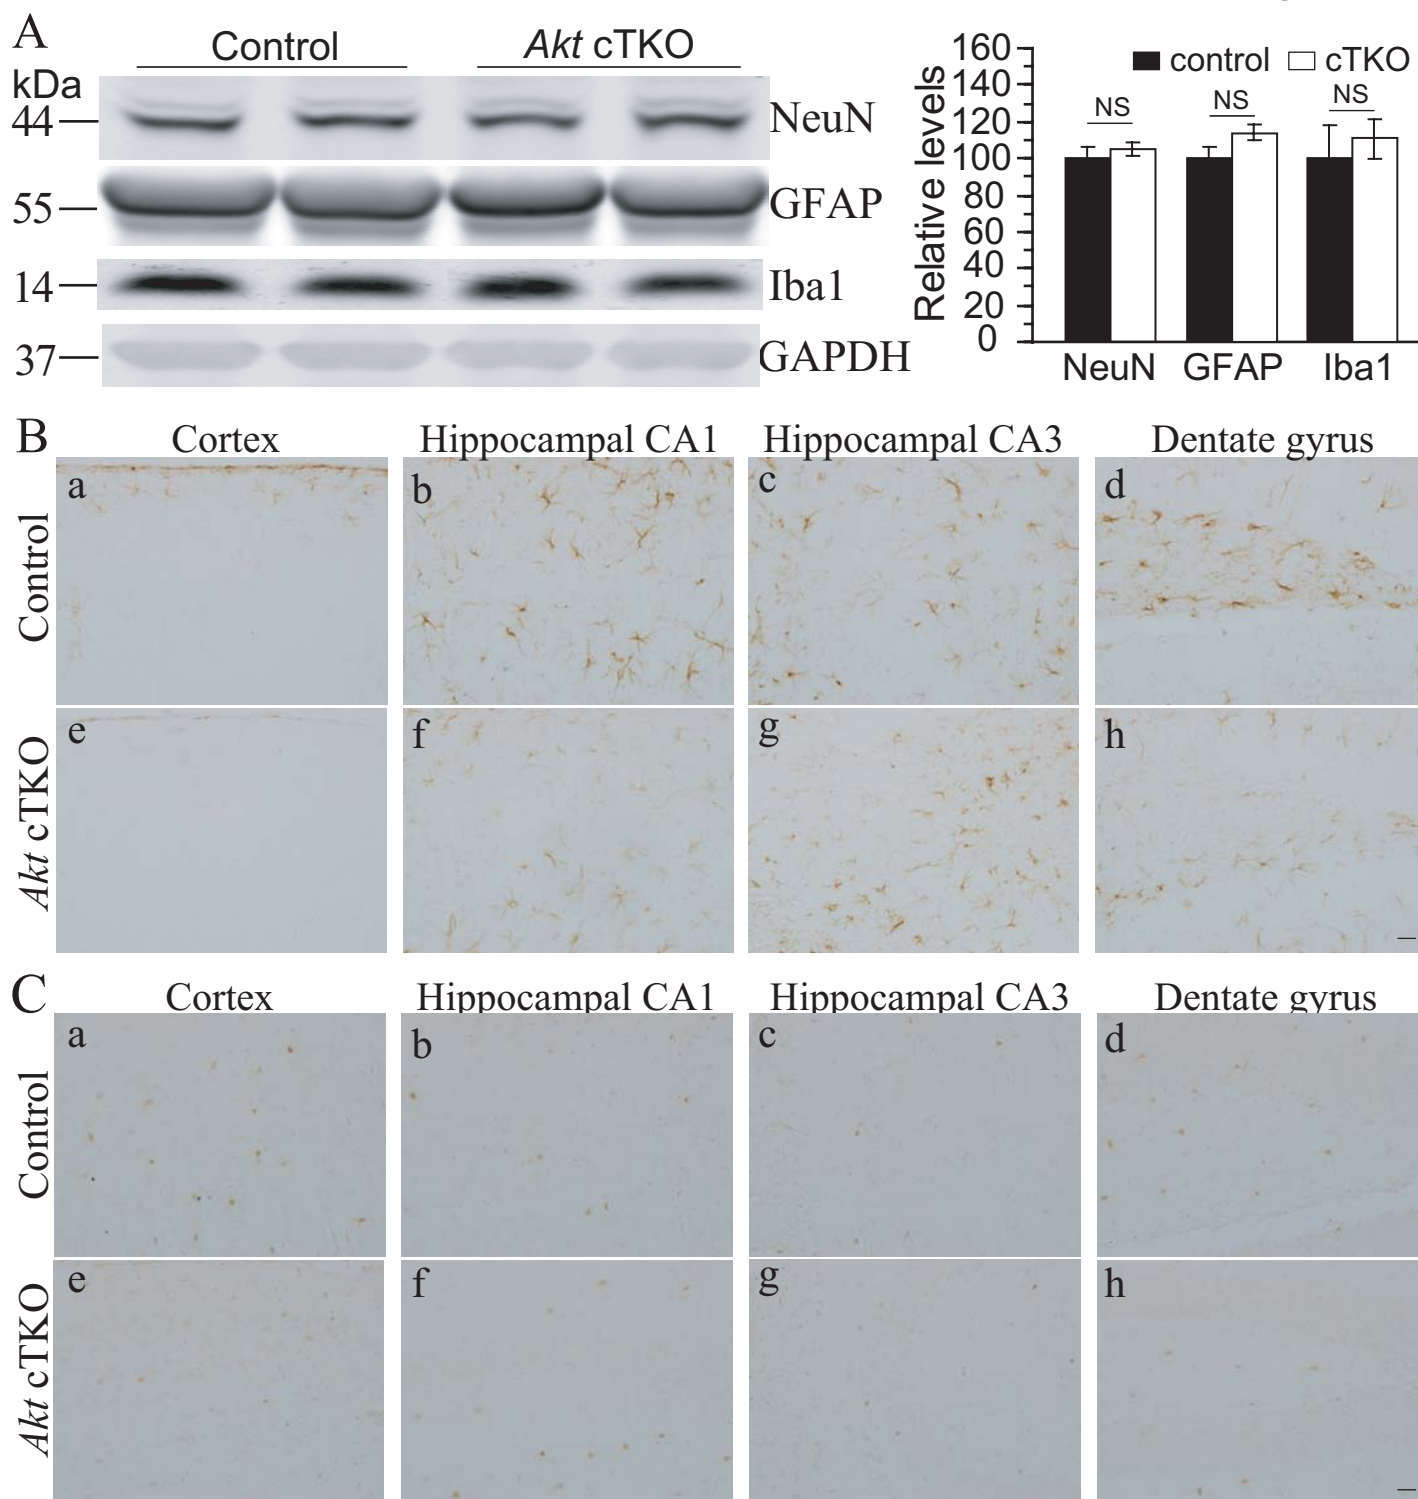 A
Control
Akt cTKO
kDa
44
NeuN
55
GFAP
14
Iba1
37
GAPDH
control
cTKO
Relative levels
160
140
120
100
80
60
40
20
0
NS
NS
NS
NeuN
GFAP
Iba1
B
Cortex
Hippocampal CA1
Hippocampal CA3
Dentate gyrus
Control
a
b
c
d
Akt cTKO
e
f
g
h
C
Cortex
Hippocampal CA1
Hippocampal CA3
Dentate gyrus
Control
a
b
c
d
Akt cTKO
e
f
g
h